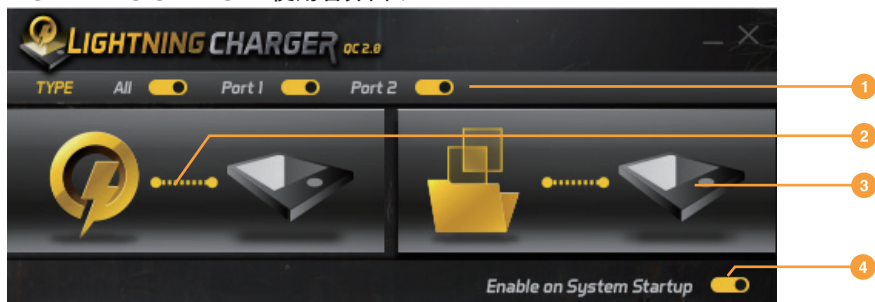 LIGHTNING CHARGER QC 2.0
TYPE All Port 1 Port 2
1
2
3
4
Enable on System Startup